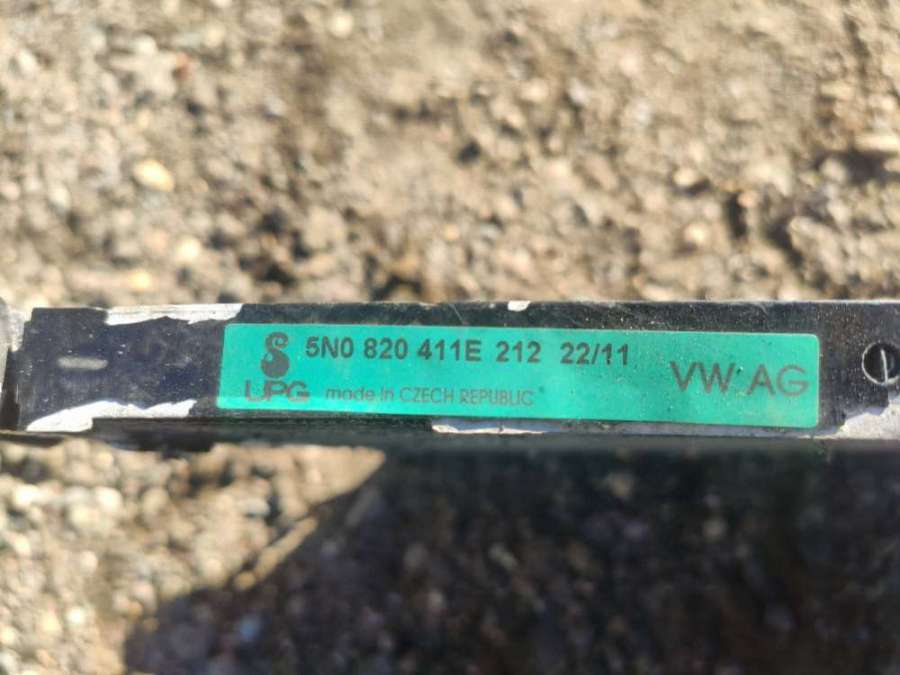 5N0 820 411E 212 22/11
UPG made in CZECH REPUBLIC
VW AG